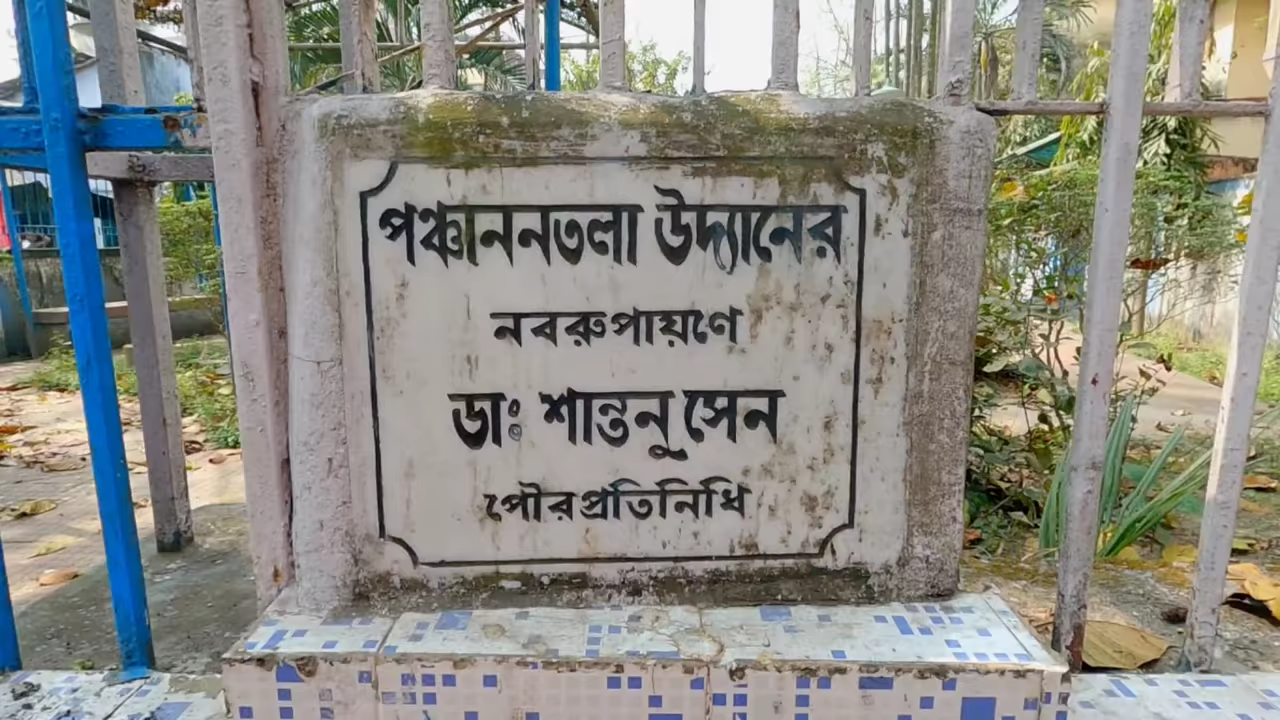 পঞ্চাননতলা উদ্যানের
নবরুপায়ণে
ডাঃ শান্তনু সেন
পৌরপ্রতিনিধি